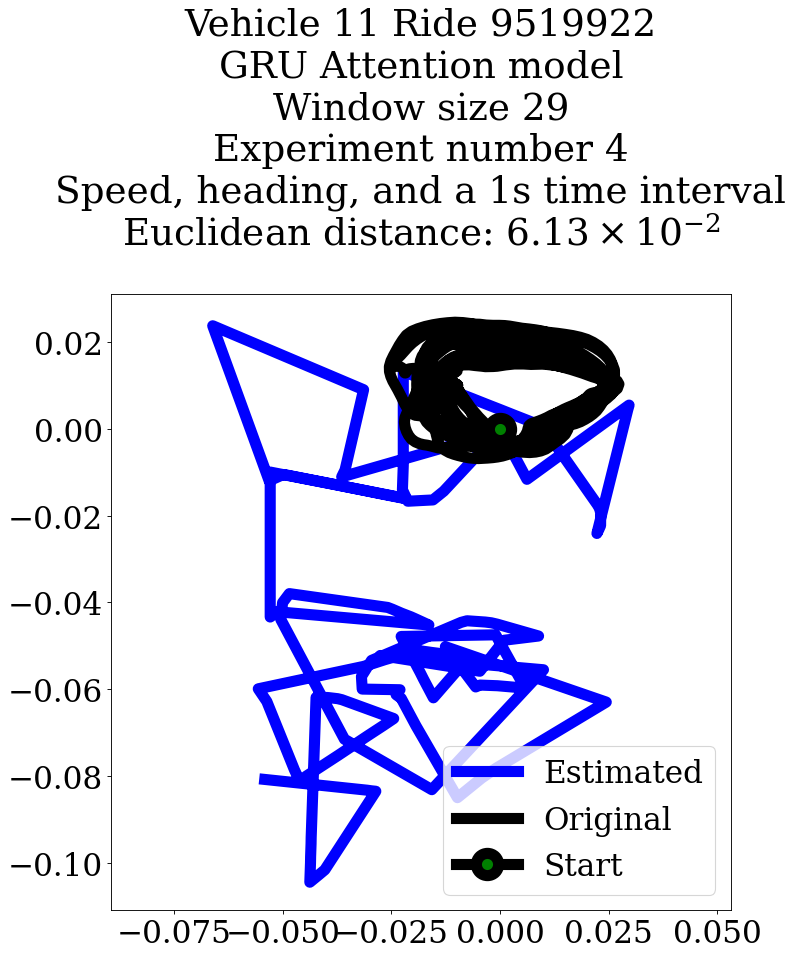 Vehicle 11 Ride 9519922
GRU Attention model
Window size 29
Experiment number 4
Speed, heading, and a 1s time interval
Euclidean distance: 6.13 × 10⁻²
0.02
0.00
−0.02
−0.04
−0.06
−0.08
−0.10
Estimated
Original
Start
−0.075 −0.050 −0.025 0.000 0.025 0.050